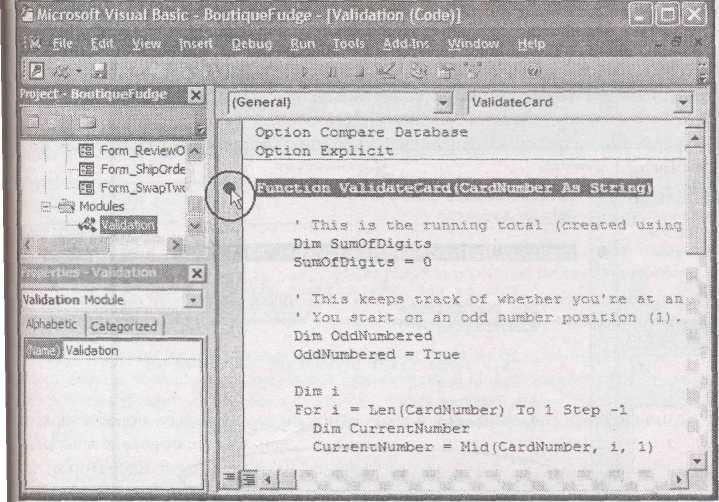 Microsoft Visual Basic - BoutiqueFudge - [Validation (Code)]
File Edit View Insert Debug Run Tools Add-Ins Window Help
Project - BoutiqueFudge
(General)
ValidateCard
Form_ReviewO
Form_ShipOrde
Form_SwapTwo
Modules
Validation
Properties - Validation
Validation Module
Alphabetic Categorized
(Name) Validation
Option Compare Database
Option Explicit
Function ValidateCard(CardNumber As String)
' This is the running total (created using
Dim SumOfDigits
SumOfDigits = 0
' This keeps track of whether you're at an
' You start on an odd number position (1).
Dim OddNumbered
OddNumbered = True
Dim i
For i = Len(CardNumber) To 1 Step -1
Dim CurrentNumber
CurrentNumber = Mid(CardNumber, i, 1)